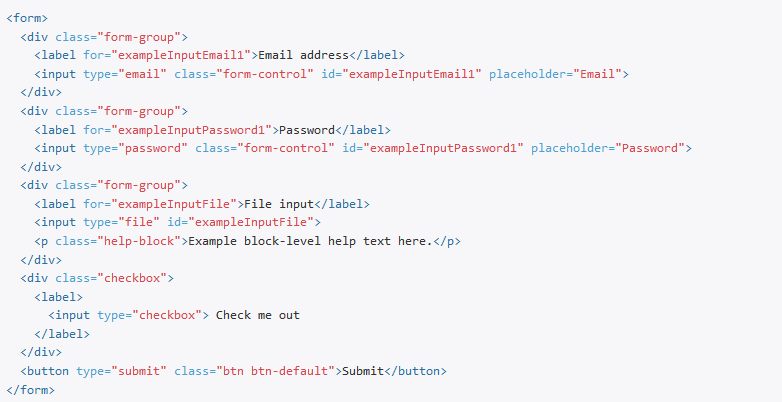 <form>
  <div class="form-group">
    <label for="exampleInputEmail1">Email address</label>
    <input type="email" class="form-control" id="exampleInputEmail1" placeholder="Email">
  </div>
  <div class="form-group">
    <label for="exampleInputPassword1">Password</label>
    <input type="password" class="form-control" id="exampleInputPassword1" placeholder="Password">
  </div>
  <div class="form-group">
    <label for="exampleInputFile">File input</label>
    <input type="file" id="exampleInputFile">
    <p class="help-block">Example block-level help text here.</p>
  </div>
  <div class="checkbox">
    <label>
      <input type="checkbox"> Check me out
    </label>
  </div>
  <button type="submit" class="btn btn-default">Submit</button>
</form>